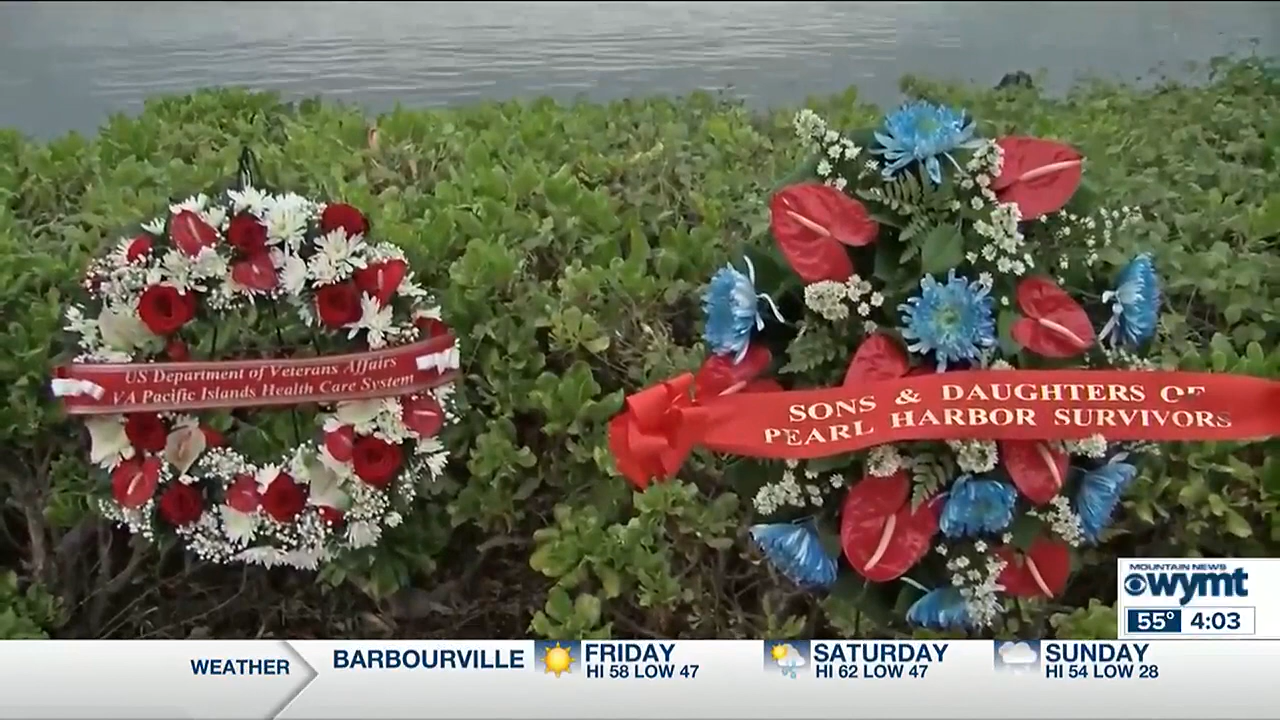 US Department of Veterans Affairs
VA Pacific Islands Health Care System
SONS & DAUGHTERS OF
PEARL HARBOR SURVIVORS
MOUNTAIN NEWS
wymt
55° 4:03
WEATHER
BARBOURVILLE
FRIDAY
HI 58 LOW 47
SATURDAY
HI 62 LOW 47
SUNDAY
HI 54 LOW 28